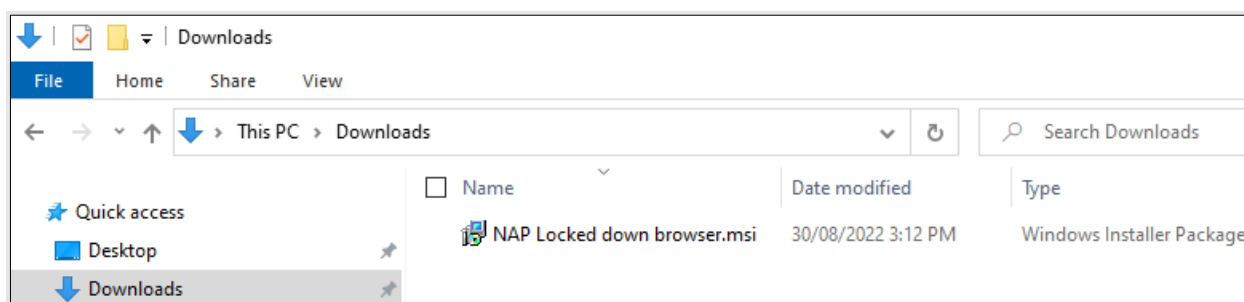 Downloads
File Home Share View
This PC > Downloads Search Downloads
Name Date modified Type
Quick access
NAP Locked down browser.msi 30/08/2022 3:12 PM Windows Installer Package
Desktop
Downloads